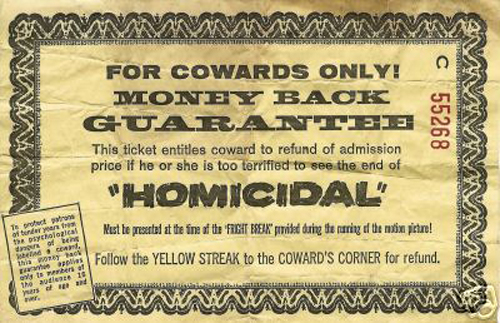 FOR COWARDS ONLY!
MONEY BACK
GUARANTEE
This ticket entitles coward to refund of admission
price if he or she is too terrified to see the end of
"HOMICIDAL"
Must be presented at the time of the "FRIGHT BREAK" provided during the running of the motion picture!
Follow the YELLOW STREAK to the COWARD'S CORNER for refund.
C 55268
To protect patrons
of tender years from
the psychological
dangers of being
labelled a coward,
this money back
guarantee applies
only to members of
the audience 16
years of age and
over.